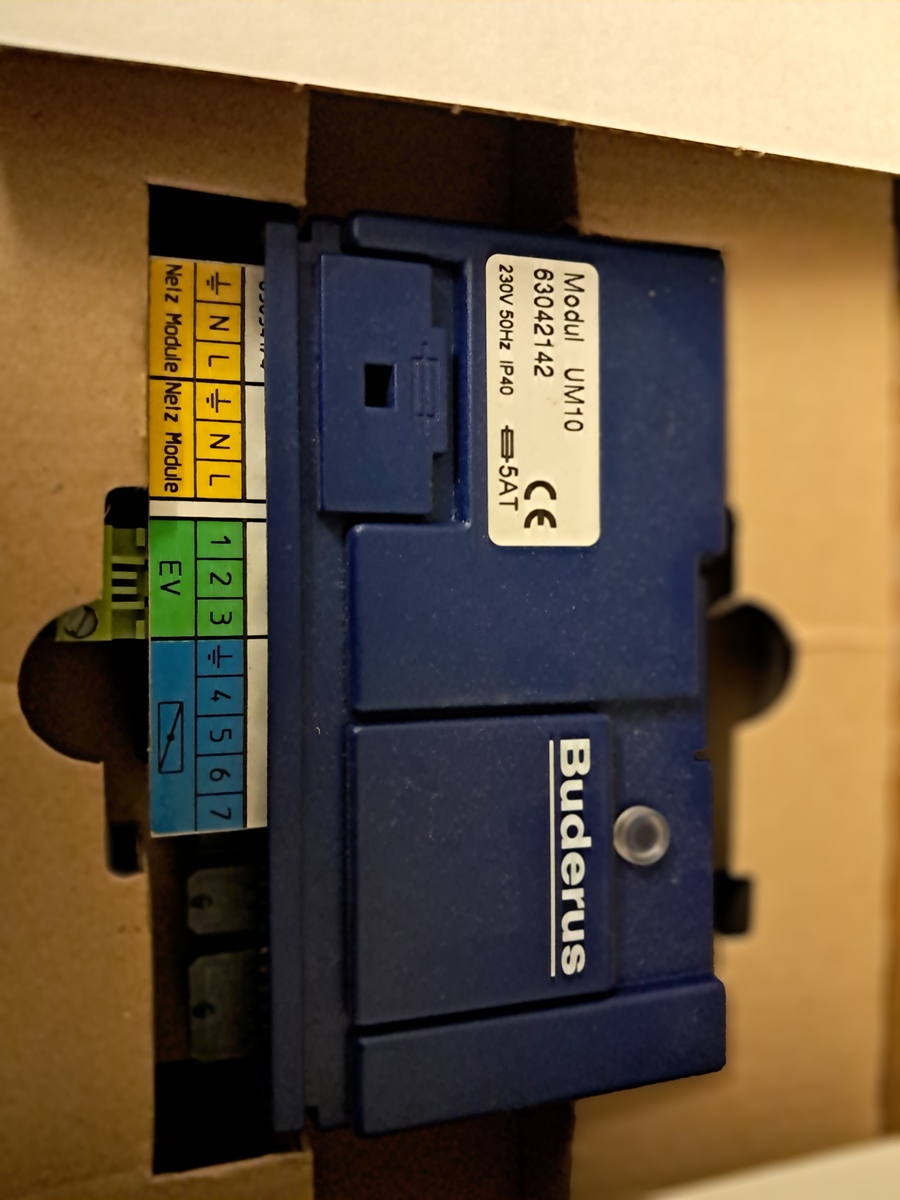 Modul UM10
63042142
230V 50Hz IP40 5AT
CE
Buderus
N L N L
Netz Module Netz Module
1 2 3 4 5 6 7
EV